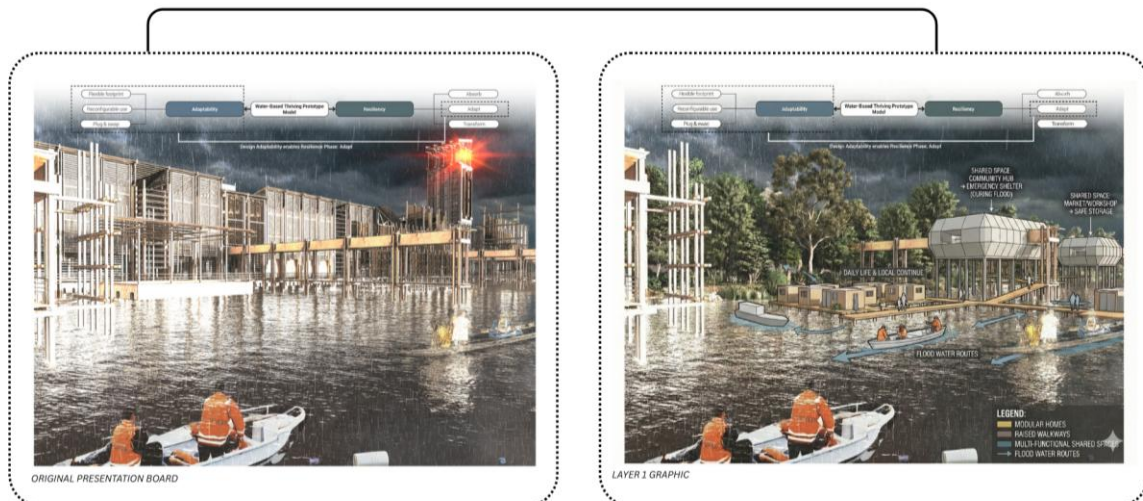 Flexible footprint
Reconfigurable use
Plug & swap
Adaptability
Water-Based Thriving Prototype
Model
Resiliency
Absorb
Adapt
Transform
Design Adaptability enables Resilience Phase: Adapt
ORIGINAL PRESENTATION BOARD
Flexible footprint
Reconfigurable use
Plug & swap
Adaptability
Water-Based Thriving Prototype
Model
Resiliency
Absorb
Adapt
Transform
Design Adaptability enables Resilience Phase: Adapt
SHARED SPACE:
COMMUNITY HUB
→ EMERGENCY SHELTER
(DURING FLOOD)
SHARED SPACE:
MARKET/WORKSHOP
→ SAFE STORAGE
DAILY LIFE & LOCAL CONTINUE
FLOOD WATER ROUTES
LEGEND:
MODULAR HOMES
RAISED WALKWAYS
MULTI-FUNCTIONAL SHARED SPACES
FLOOD WATER ROUTES
LAYER 1 GRAPHIC